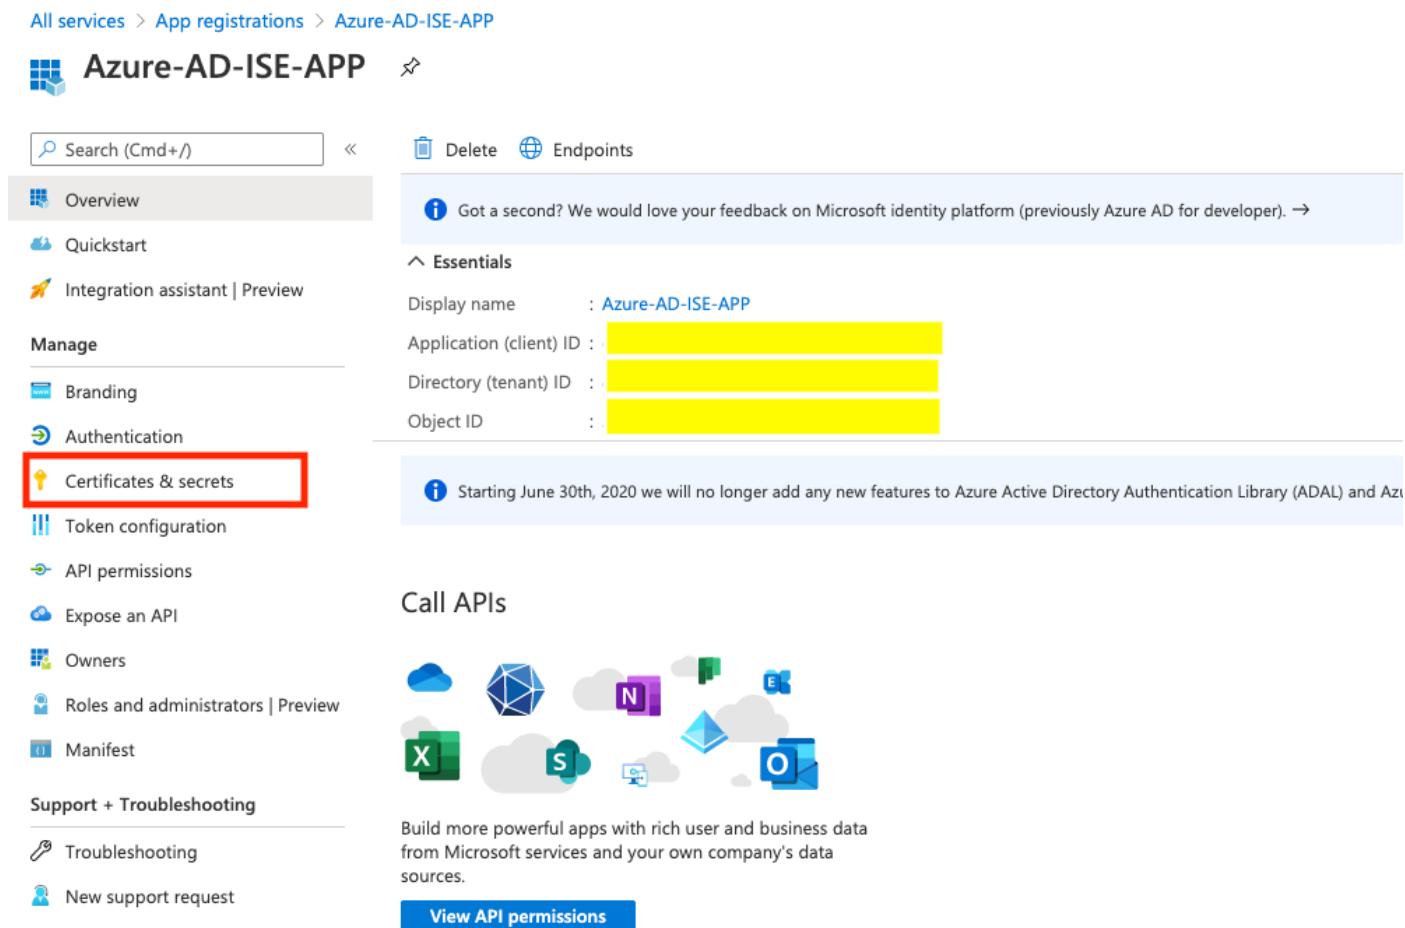 All services > App registrations > Azure-AD-ISE-APP
Azure-AD-ISE-APP
Search (Cmd+/)
«
Overview
Quickstart
Integration assistant | Preview
Manage
Branding
Authentication
Certificates & secrets
Token configuration
API permissions
Expose an API
Owners
Roles and administrators | Preview
Manifest
Support + Troubleshooting
Troubleshooting
New support request
Delete
Endpoints
Got a second? We would love your feedback on Microsoft identity platform (previously Azure AD for developer). →
Essentials
Display name : Azure-AD-ISE-APP
Application (client) ID :
Directory (tenant) ID :
Object ID :
Starting June 30th, 2020 we will no longer add any new features to Azure Active Directory Authentication Library (ADAL) and Azu
Call APIs
N
E
X
S
O
Build more powerful apps with rich user and business data
from Microsoft services and your own company's data
sources.
View API permissions